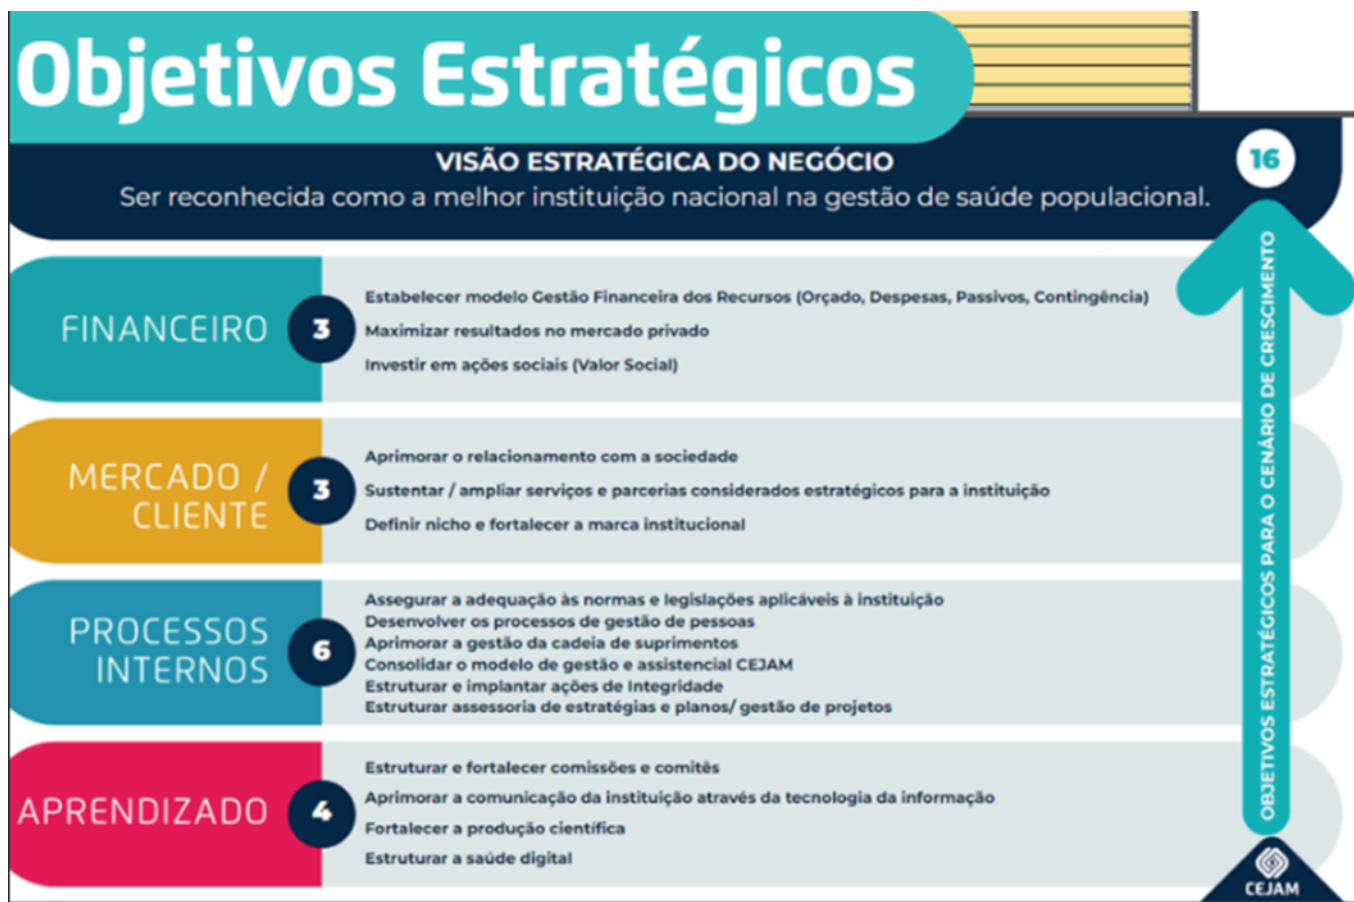 Objetivos Estratégicos
VISÃO ESTRATÉGICA DO NEGÓCIO
Ser reconhecida como a melhor instituição nacional na gestão de saúde populacional.
16
FINANCEIRO
3
Estabelecer modelo Gestão Financeira dos Recursos (Orçado, Despesas, Passivos, Contingência)
Maximizar resultados no mercado privado
Investir em ações sociais (Valor Social)
MERCADO /
CLIENTE
3
Aprimorar o relacionamento com a sociedade
Sustentar / ampliar serviços e parcerias considerados estratégicos para a instituição
Definir nicho e fortalecer a marca institucional
PROCESSOS
INTERNOS
6
Assegurar a adequação às normas e legislações aplicáveis à instituição
Desenvolver os processos de gestão de pessoas
Aprimorar a gestão da cadeia de suprimentos
Consolidar o modelo de gestão e assistencial CEJAM
Estruturar e implantar ações de Integridade
Estruturar assessoria de estratégias e planos/ gestão de projetos
APRENDIZADO
4
Estruturar e fortalecer comissões e comitês
Aprimorar a comunicação da instituição através da tecnologia da informação
Fortalecer a produção científica
Estruturar a saúde digital
OBJETIVOS ESTRATÉGICOS PARA O CENÁRIO DE CRESCIMENTO
CEJAM